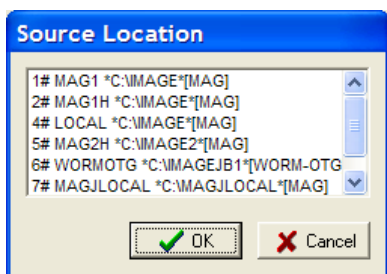 Source Location
1# MAG1 *C:\IMAGE*[MAG]
2# MAG1H *C:\IMAGE*[MAG]
4# LOCAL *C:\IMAGE*[MAG]
5# MAG2H *C:\IMAGE2*[MAG]
6# WORMOTG *C:\IMAGEJB1*[WORM-OTG
7# MAGJLOCAL *C:\MAGJLOCAL*[MAG]
OK
Cancel